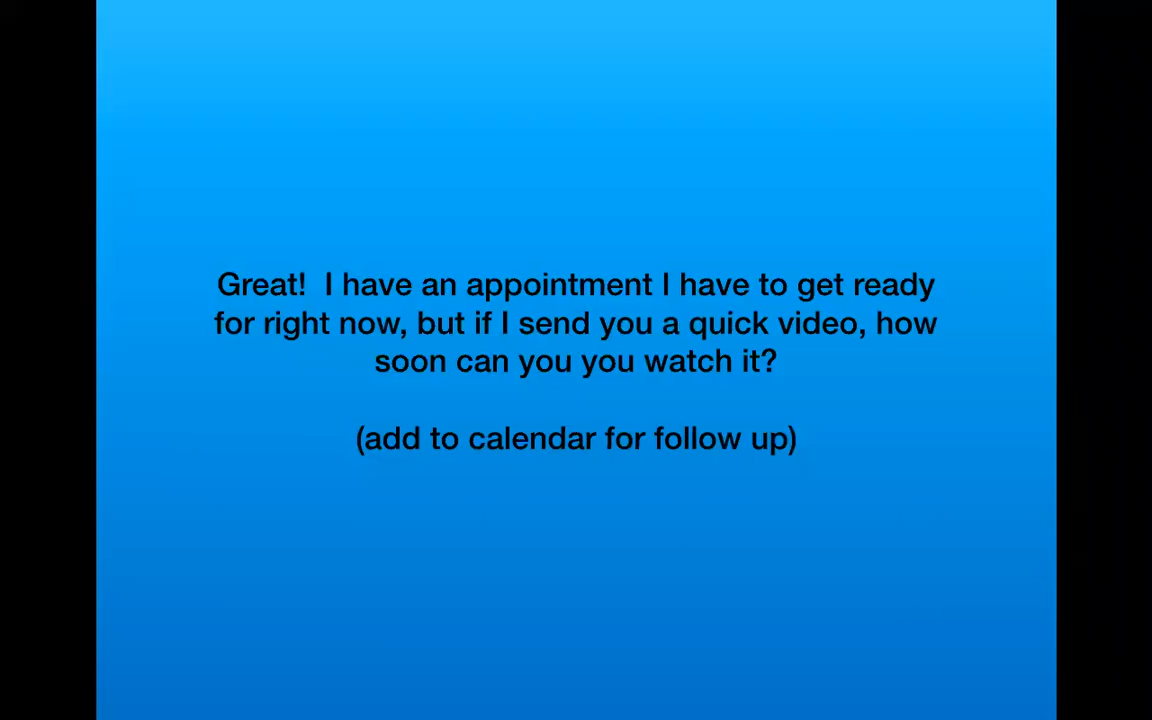 Great!  I have an appointment I have to get ready
for right now, but if I send you a quick video, how
soon can you you watch it?
(add to calendar for follow up)